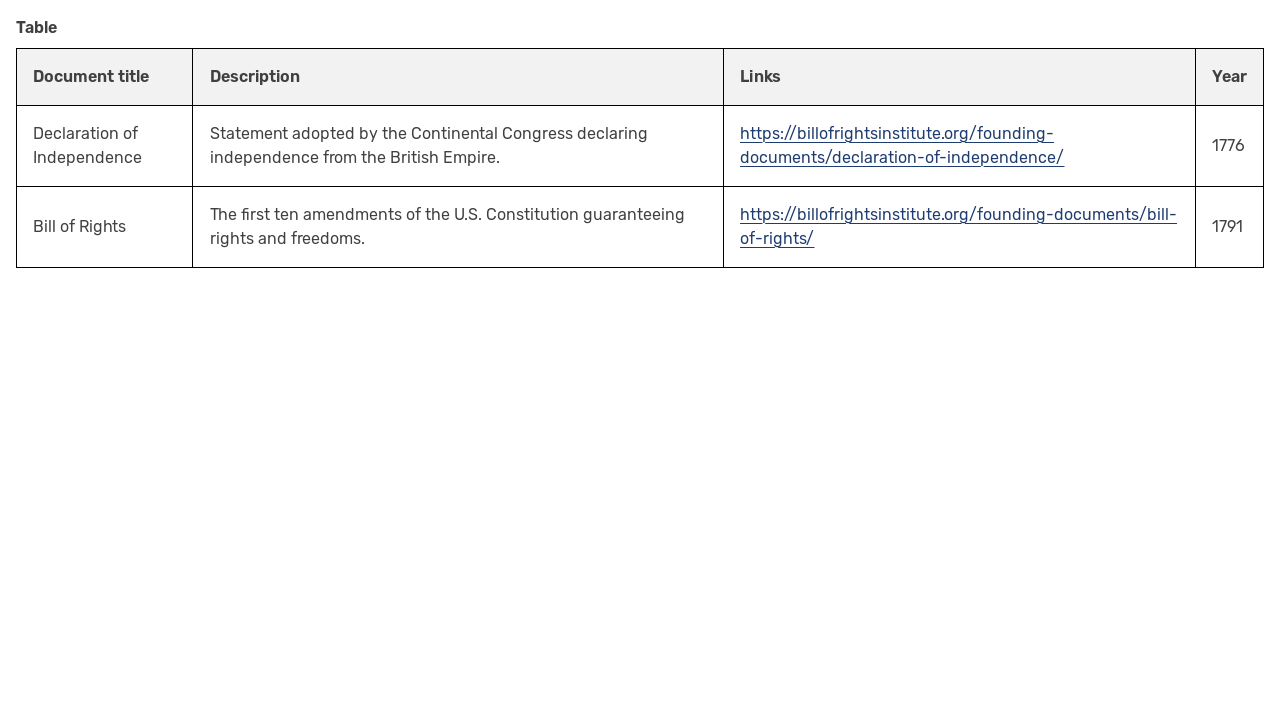 Table
Document title
Description
Links
Year
Declaration of
Independence
Statement adopted by the Continental Congress declaring
independence from the British Empire.
https://billofrightsinstitute.org/founding-
documents/declaration-of-independence/
1776
Bill of Rights
The first ten amendments of the U.S. Constitution guaranteeing
rights and freedoms.
https://billofrightsinstitute.org/founding-documents/bill-
of-rights/
1791